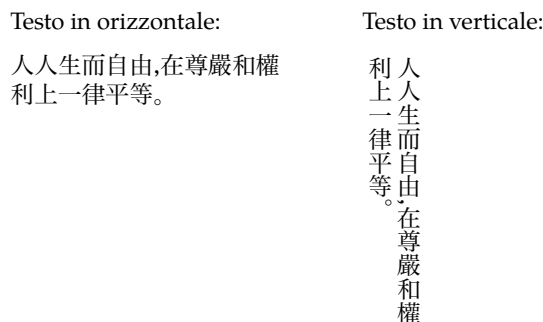 Testo in orizzontale:
人人生而自由,在尊嚴和權
利上一律平等。
Testo in verticale:
人人生而自由,在尊嚴和權
利上一律平等。